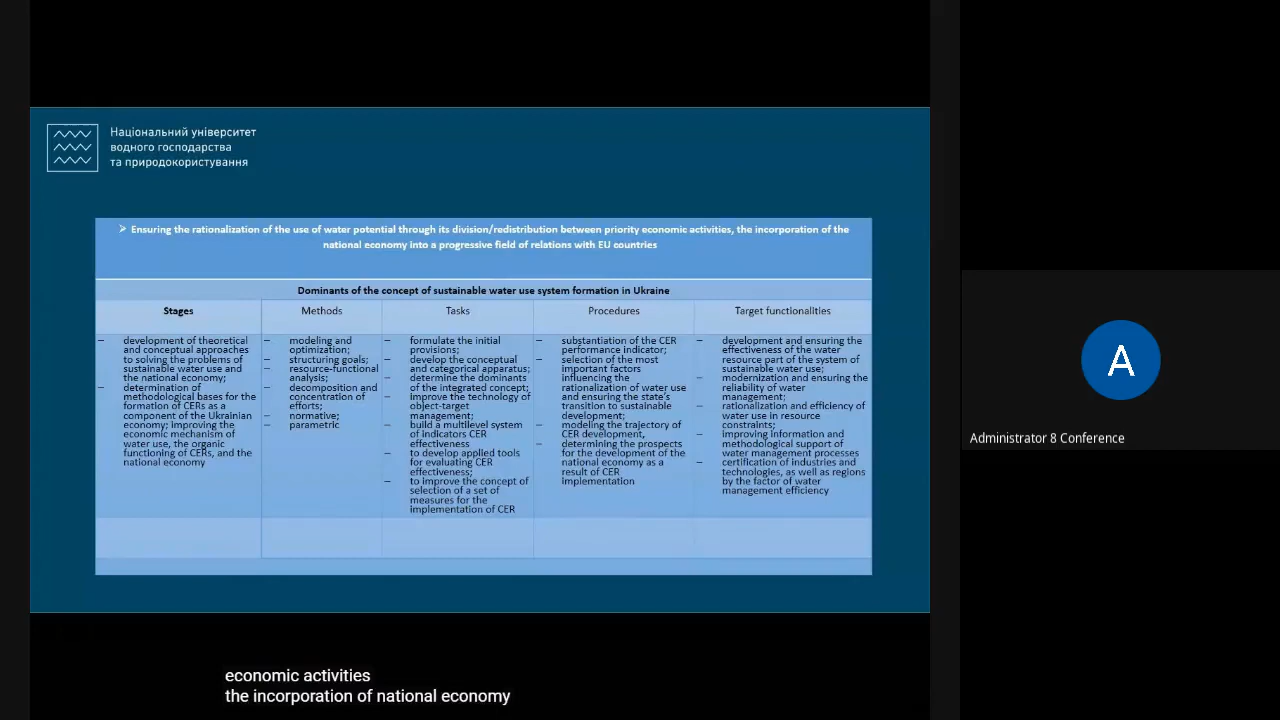 Національний університет
водного господарства
та природокористування
➢ Ensuring the rationalization of the use of water potential through its division/redistribution between priority economic activities, the incorporation of the
national economy into a progressive field of relations with EU countries
Dominants of the concept of sustainable water use system formation in Ukraine
Stages
Methods
Tasks
Procedures
Target functionalities
– development of theoretical
and conceptual approaches
to solving the problems of
sustainable water use and
the national economy;
– determination of
methodological bases for the
formation of CERs as a
component of the Ukrainian
economy; improving the
economic mechanism of
water use, the organic
functioning of CERs, and the
national economy
– modeling and
optimization;
– structuring goals;
– resource-functional
analysis;
– decomposition and
concentration of
efforts;
– normative;
– parametric
– formulate the initial
provisions;
– develop the conceptual
and categorical apparatus;
– determine the dominants
of the integrated concept;
– improve the technology of
object-target
management;
– build a multilevel system
of indicators CER
effectiveness
– to develop applied tools
for evaluating CER
effectiveness;
– to improve the concept of
selection of a set of
measures for the
implementation of CER
– substantiation of the CER
performance indicator;
– selection of the most
important factors
influencing the
rationalization of water use
and ensuring the state's
transition to sustainable
development;
– modeling the trajectory of
CER development,
– determining the prospects
for the development of the
national economy as a
result of CER
implementation
– development and ensuring the
effectiveness of the water
resource part of the system of
sustainable water use;
– modernization and ensuring the
reliability of water
management;
– rationalization and efficiency of
water use in resource
constraints;
– improving information and
methodological support of
water management processes
– certification of industries and
technologies, as well as regions
by the factor of water
management efficiency
A
Administrator 8 Conference
economic activities
the incorporation of national economy